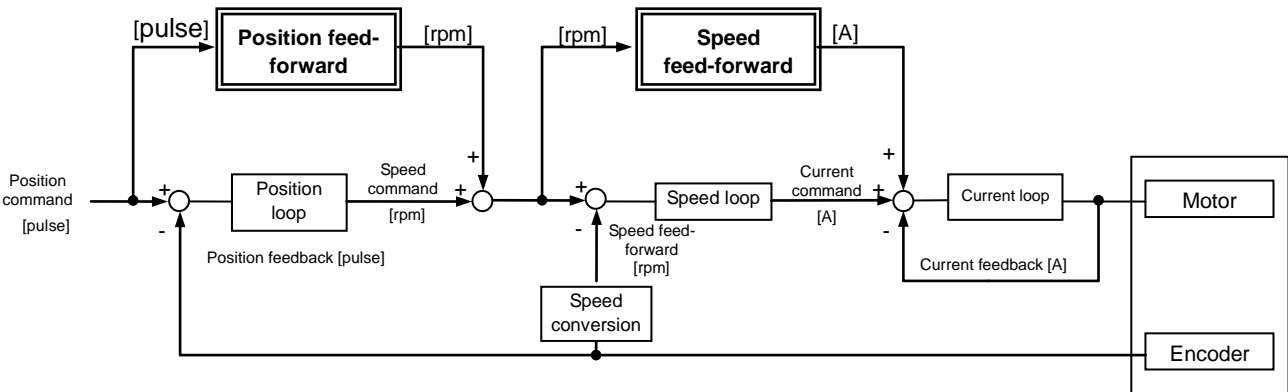 [pulse]
Position feed-
forward
[rpm]
[rpm]
Speed
feed-forward
[A]
+
+
Position
command
[pulse]
+
-
Position
loop
Speed
command
[rpm]
+
+
-
Speed loop
Current
command
[A]
+
-
Current loop
Motor
Position feedback [pulse]
Speed feed-
forward
[rpm]
Current feedback [A]
Speed
conversion
Encoder